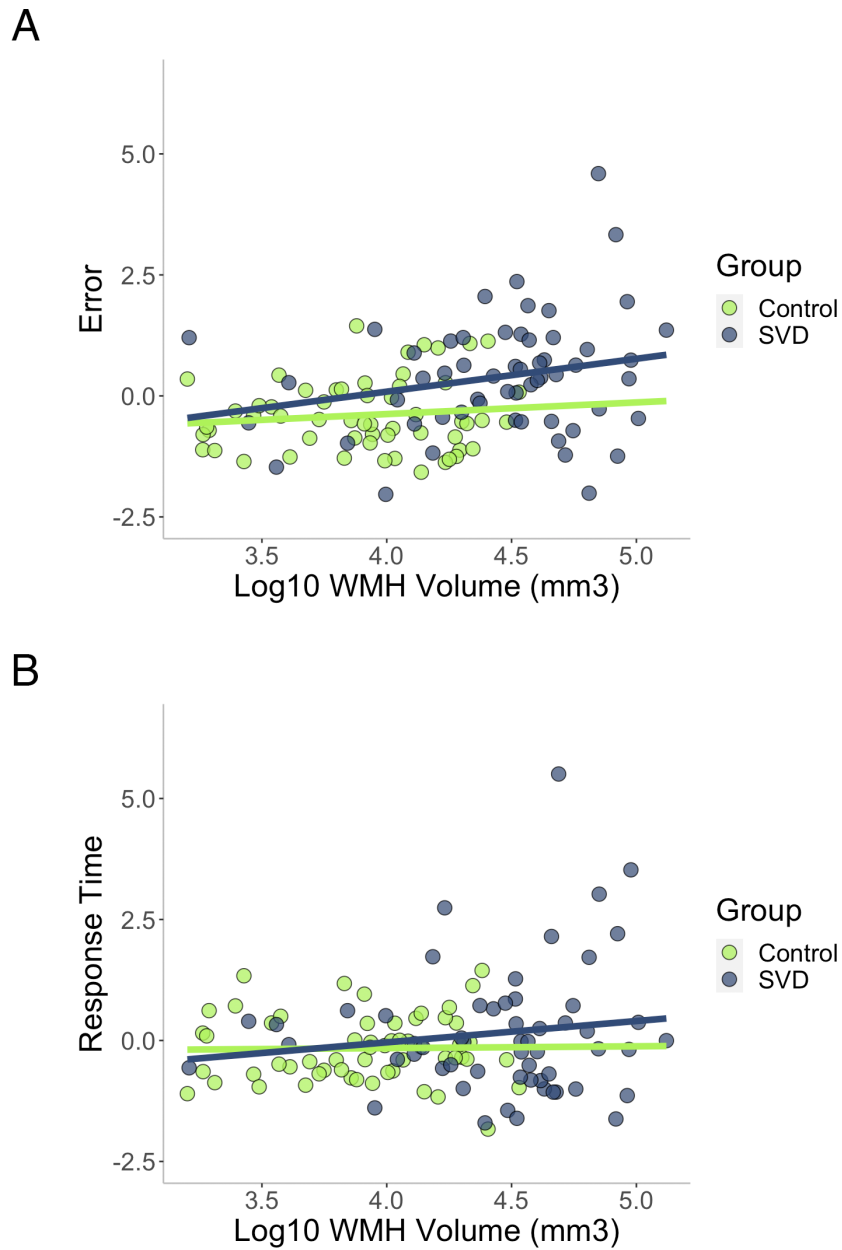 A
5.0
2.5
0.0
-2.5
Error
3.5 4.0 4.5 5.0
Log10 WMH Volume (mm3)
Group
Control
SVD
B
5.0
2.5
0.0
-2.5
Response Time
3.5 4.0 4.5 5.0
Log10 WMH Volume (mm3)
Group
Control
SVD